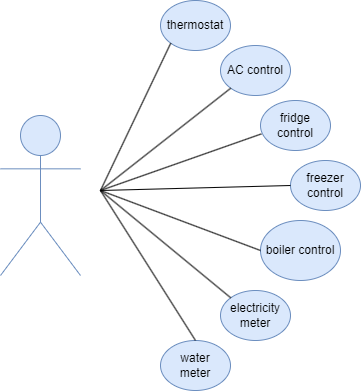 thermostat
AC control
fridge
control
freezer
control
boiler control
electricity
meter
water
meter